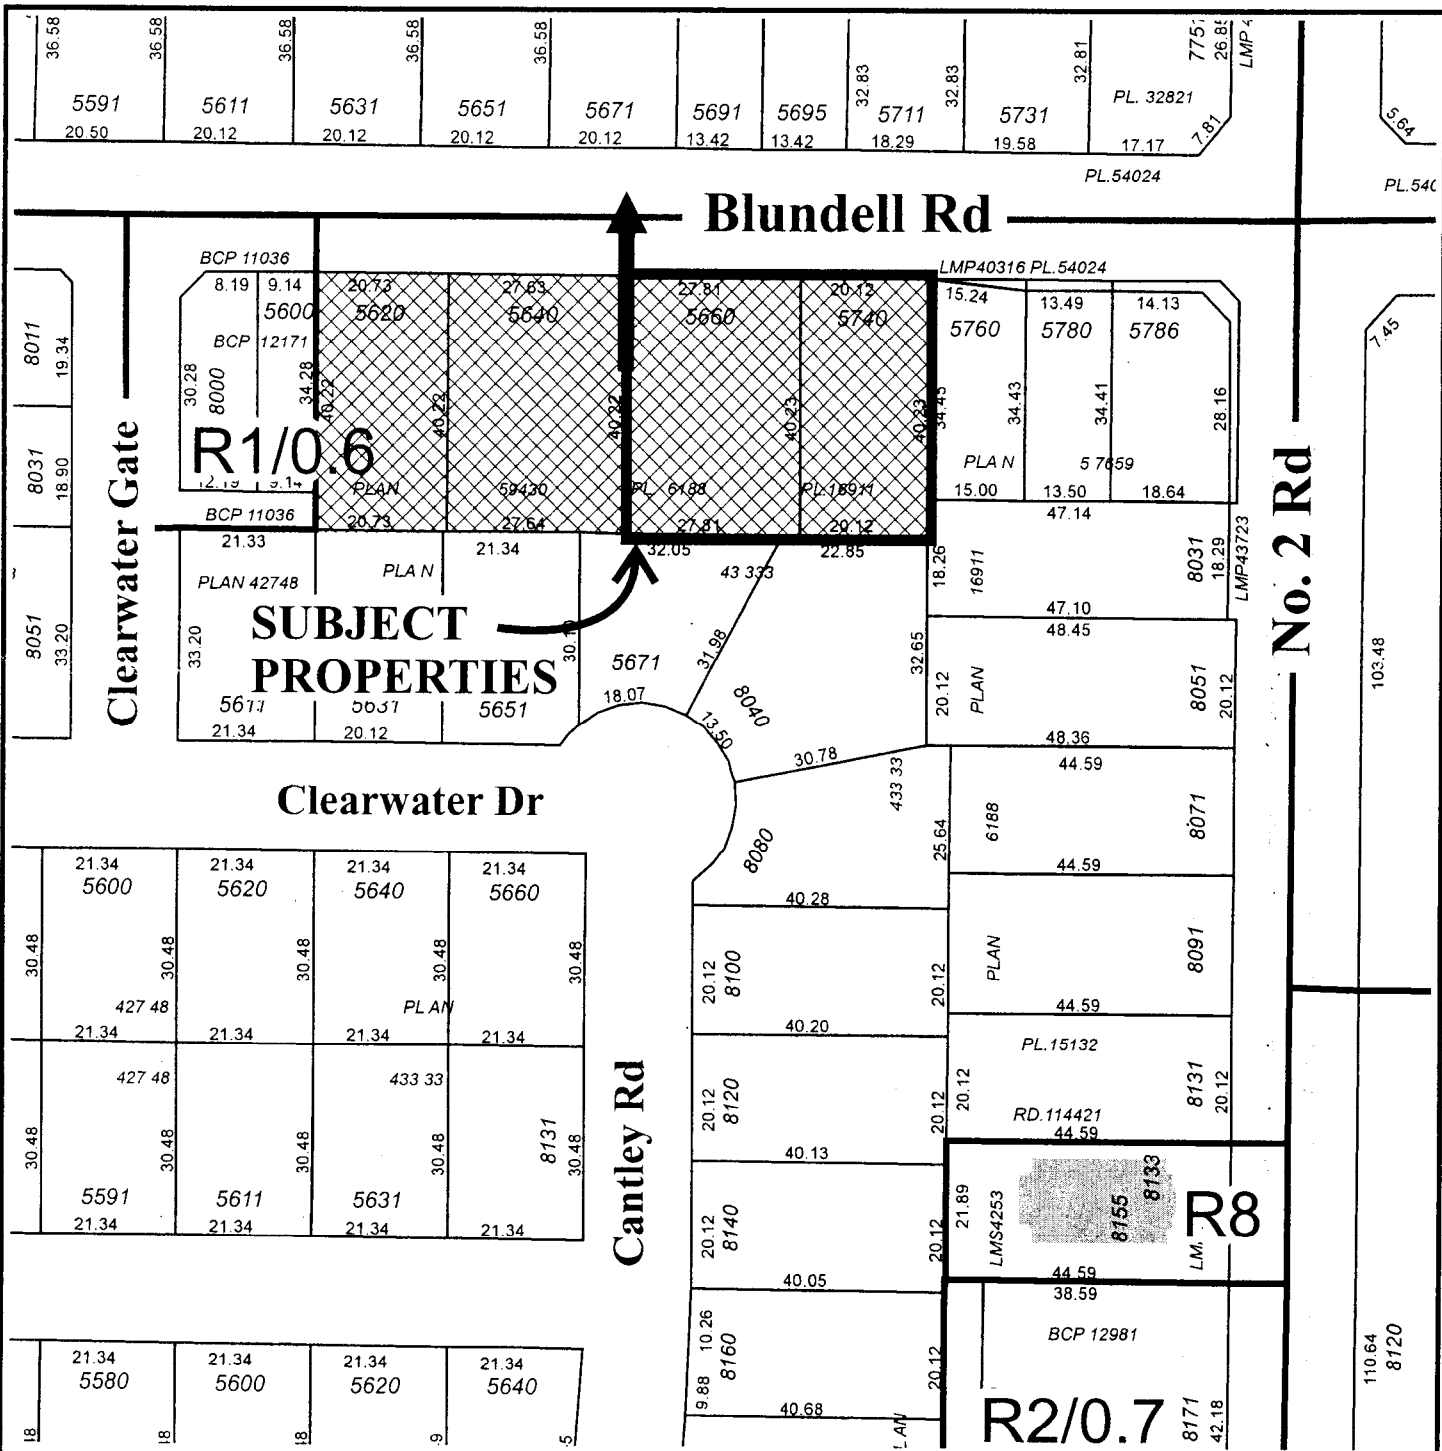 36.58 36.58 36.58 36.58 36.58 32.83 32.83 32.81 7751 26.8
5591 5611 5631 5651 5671 5691 5695 5711 5731 PL. 32821
20.50 20.12 20.12 20.12 20.12 13.42 13.42 18.29 19.58 17.17 7.81 5.64
PL.54024 PL.54
Blundell Rd
BCP 11036 LMP40316 PL.54024
8.19 9.14 20.73 27.63 27.81 20.12 15.24 13.49 14.13
5600 5620 5640 5660 5740 5760 5780 5786
BCP 12171
8011 19.34 30.28 8000 34.28 40.22 40.22 40.22 40.23 40.23 34.45 34.43 34.41 28.16 7.45
R1/0.6
8031 18.90
12.19 9.14 PLAN 59430 PL. 6188 PL.16911 PLAN 57659
BCP 11036 20.73 27.64 27.81 20.12 15.00 13.50 18.64
21.33 21.34 32.05 22.85 47.14
PLAN 42748 PLAN 43 333 18.26 16911 8031 18.29 LMP43723
Clearwater Gate
No. 2 Rd
SUBJECT
PROPERTIES
8051 33.20 33.20 30.10 31.98 32.65 47.10
48.45
5671 18.07 8040 13.50 20.12 PLAN 8051 20.12 103.48
5611 5631 5651
21.34 20.12 30.78 48.36
44.59
Clearwater Dr
433 33 25.64 6188 8071
8080 44.59
21.34 21.34 21.34 21.34
5600 5620 5640 5660 40.28
30.48 30.48 30.48 30.48 30.48 20.12 8100 20.12 PLAN 8091
427 48 PLAN 44.59
21.34 21.34 21.34 21.34 40.20
427 48 433 33 PL.15132
30.48 30.48 30.48 30.48 8131 30.48 20.12 8120 20.12 20.12 8131 20.12
RD.114421
44.59
Cantley Rd
40.13
5591 5611 5631 20.12 8140 20.12 21.89 LMS4253 8155 8133 LM. R8
21.34 21.34 21.34 21.34
40.05 44.59
38.59
BCP 12981
21.34 21.34 21.34 21.34 10.26 8160 9.88 20.12 110.64 8120
5580 5600 5620 5640
40.68
R2/0.7 8171 42.18